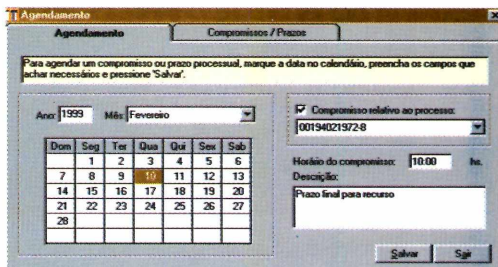 Agendamento
Agendamento
Compromissos / Prazos
Para agendar um compromisso ou prazo processual, marque a data no calendário, preencha os campos que
achar necessários e pressione 'Salvar'.
Ano: 1999 Mês: Fevereiro
Dom Seg Ter Qua Qui Sex Sab
1 2 3 4 5 6
7 8 9 10 11 12 13
14 15 16 17 18 19 20
21 22 23 24 25 26 27
28
Compromisso relativo ao processo:
00194021972-8
Horário do compromisso: 10:00 hs.
Descrição:
Prazo final para recurso
Salvar Sair